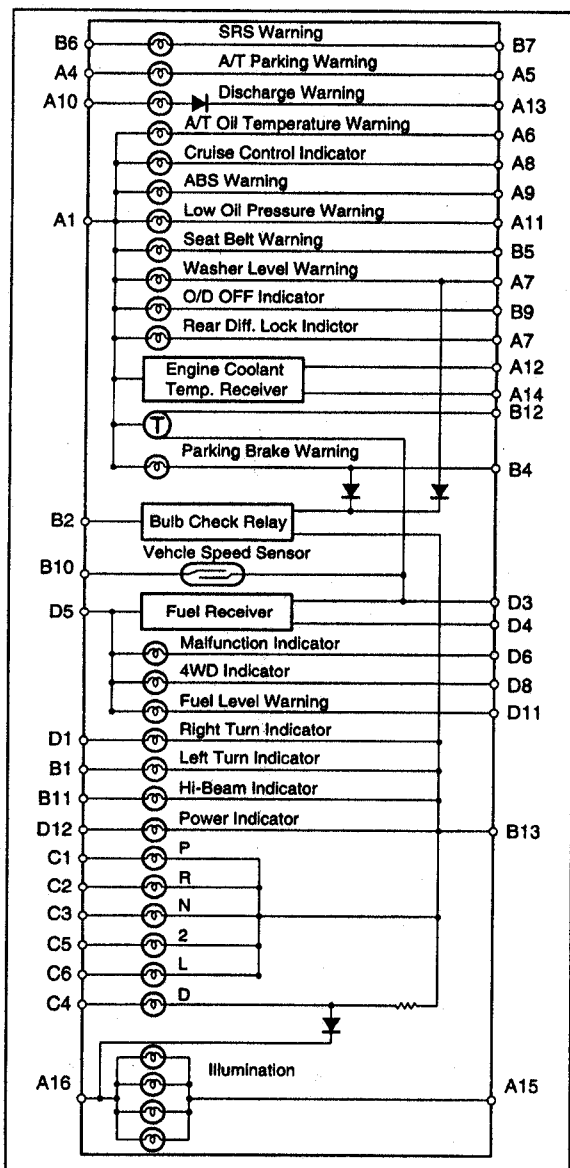 B6 SRS Warning B7
A4 A/T Parking Warning A5
A10 Discharge Warning A13
A/T Oil Temperature Warning A6
Cruise Control Indicator A8
ABS Warning A9
A1 Low Oil Pressure Warning A11
Seat Belt Warning B5
Washer Level Warning A7
O/D OFF Indicator B9
Rear Diff. Lock Indictor A7
Engine Coolant A12
Temp. Receiver A14
T B12
Parking Brake Warning B4
B2 Bulb Check Relay
Vehcle Speed Sensor
B10
D5 Fuel Receiver D3
D4
Malfunction Indicator D6
4WD Indicator D8
Fuel Level Warning D11
D1 Right Turn Indicator
B1 Left Turn Indicator
B11 Hi-Beam Indicator
D12 Power Indicator B13
C1 P
C2 R
C3 N
C5 2
C6 L
C4 D
Illumination
A16 A15